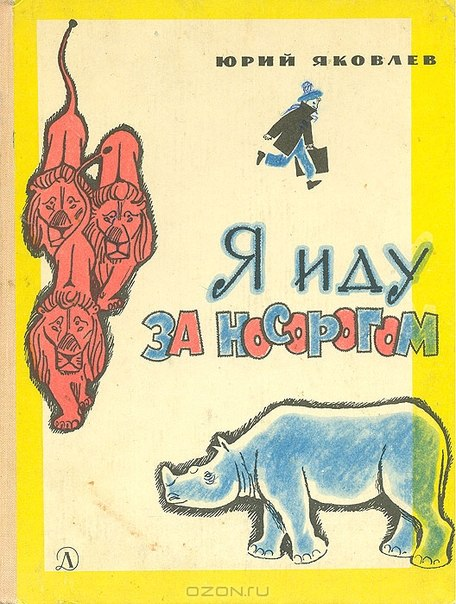 ЮРИЙ ЯКОВЛЕВ
Я ИДУ
ЗА НОСОРОГОМ
Д
OZON.RU